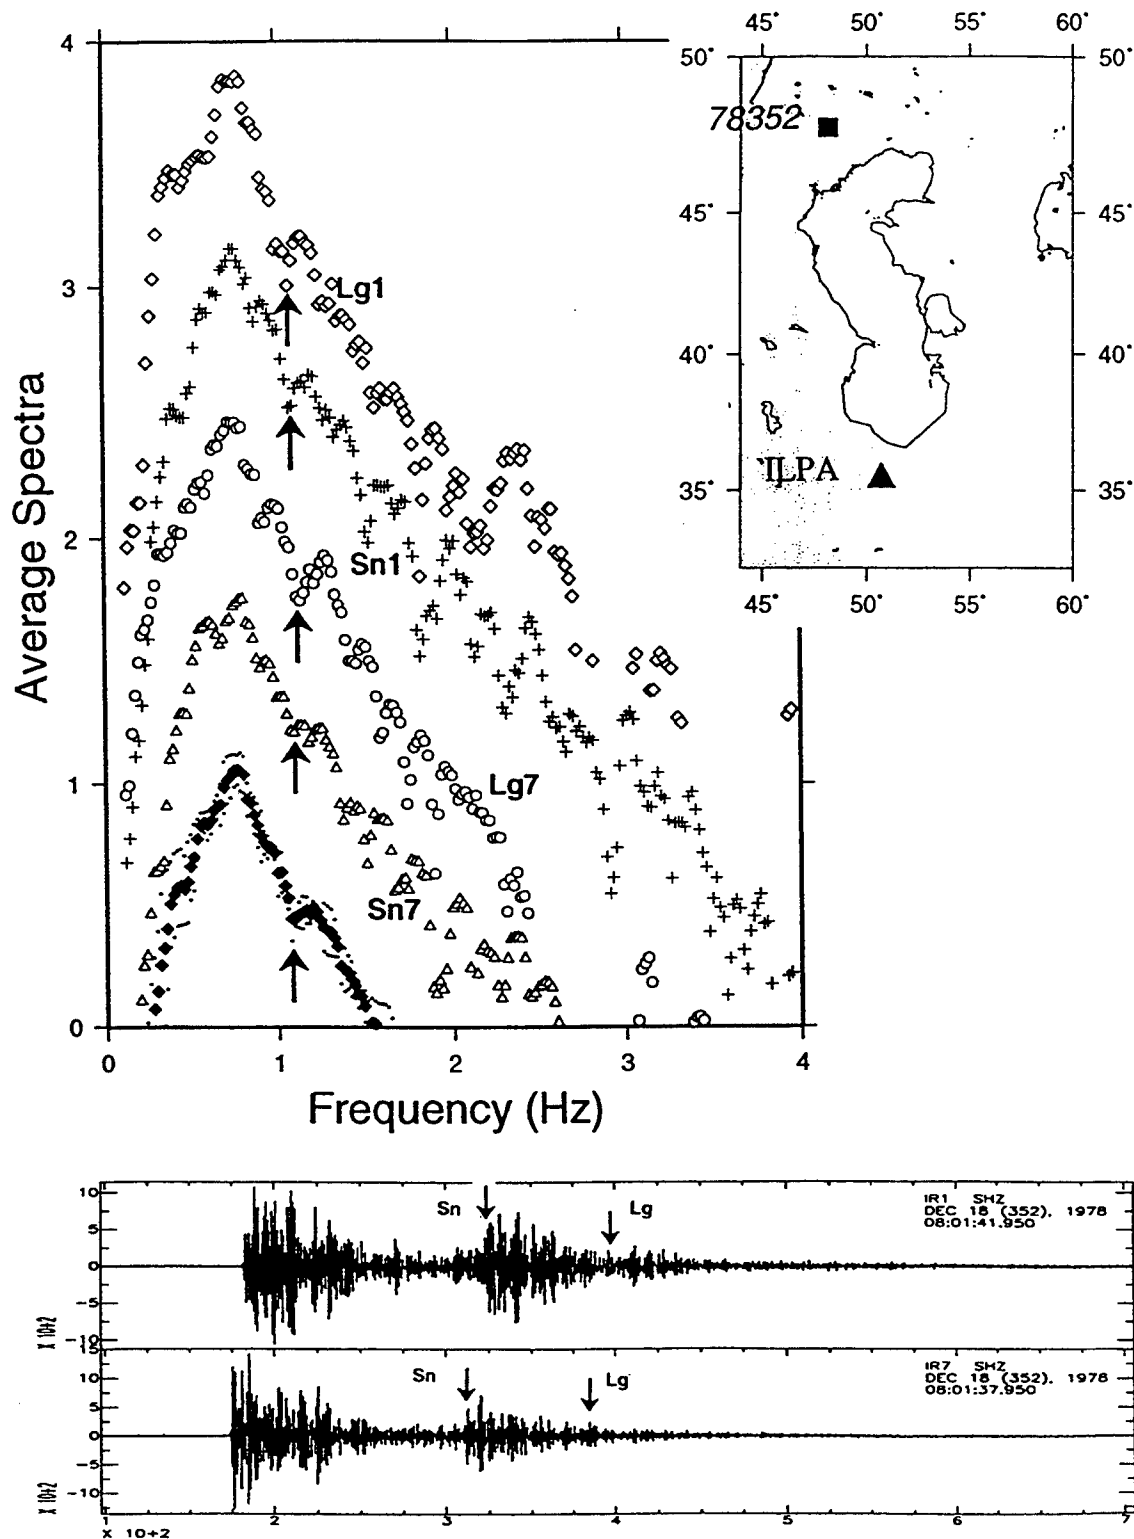 45° 50° 55° 60°
4
50° 50°
78352
45° 45°
3
Lg1
40° 40°
Average Spectra
ILPA
35° 35°
2
Sn1
45° 50° 55° 60°
Lg7
1
Sn7
0
0 1 2 3 4
Frequency (Hz)
10
5
0
-5
-10
X 10+2
Sn
Lg
IR1 SHZ
DEC 18 (352), 1978
08:01:41.950
15
10
5
0
-5
-10
X 10+2
Sn
Lg
IR7 SHZ
DEC 18 (352), 1978
08:01:37.950
1 2 3 4 5 6 7
X 10+2